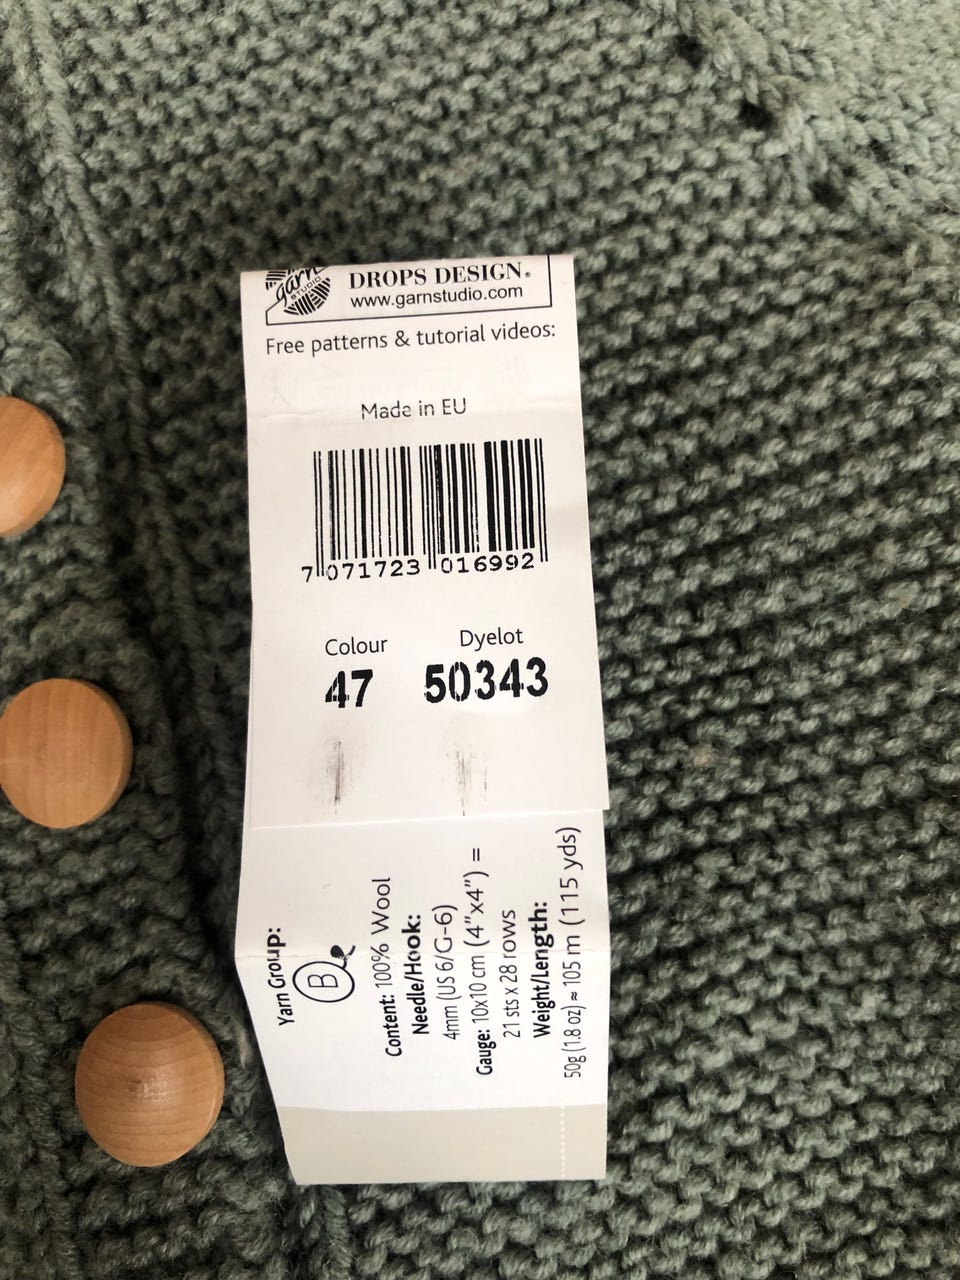 garn
STUDIO
DROPS DESIGN®
www.garnstudio.com
Free patterns & tutorial videos:
Made in EU
7 071723 016992
Colour Dyelot
47 50343
Yarn Group:
B
Content: 100% Wool
Needle/Hook:
4mm (US 6/G-6)
Gauge: 10x10 cm (4”x4”) =
21 sts x 28 rows
Weight/Length:
50g (1.8 oz) ≈ 105 m (115 yds)